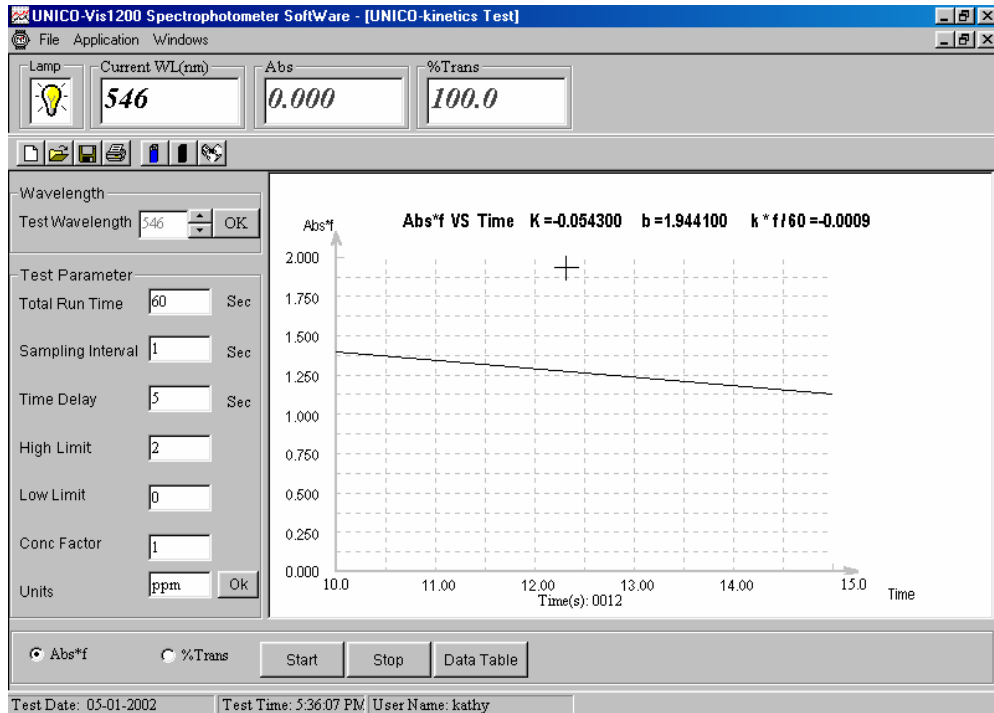 UNICO-Vis1200 Spectrophotometer SoftWare - [UNICO-kinetics Test]
File Application Windows
Lamp Current WL(nm) Abs %Trans
546 0.000 100.0
Wavelength
Test Wavelength 546 OK
Test Parameter
Total Run Time 60 Sec
Sampling Interval 1 Sec
Time Delay 5 Sec
High Limit 2
Low Limit 0
Conc Factor 1
Units ppm Ok
Abs*f VS Time K =-0.054300 b =1.944100 k * f / 60 =-0.0009
Abs*f
2.000
1.750
1.500
1.250
1.000
0.750
0.500
0.250
0.000
10.0 11.00 12.00 13.00 14.00 15.0
Time
Time(s): 0012
Abs*f %Trans Start Stop Data Table
Test Date: 05-01-2002 Test Time: 5:36:07 PM User Name: kathy